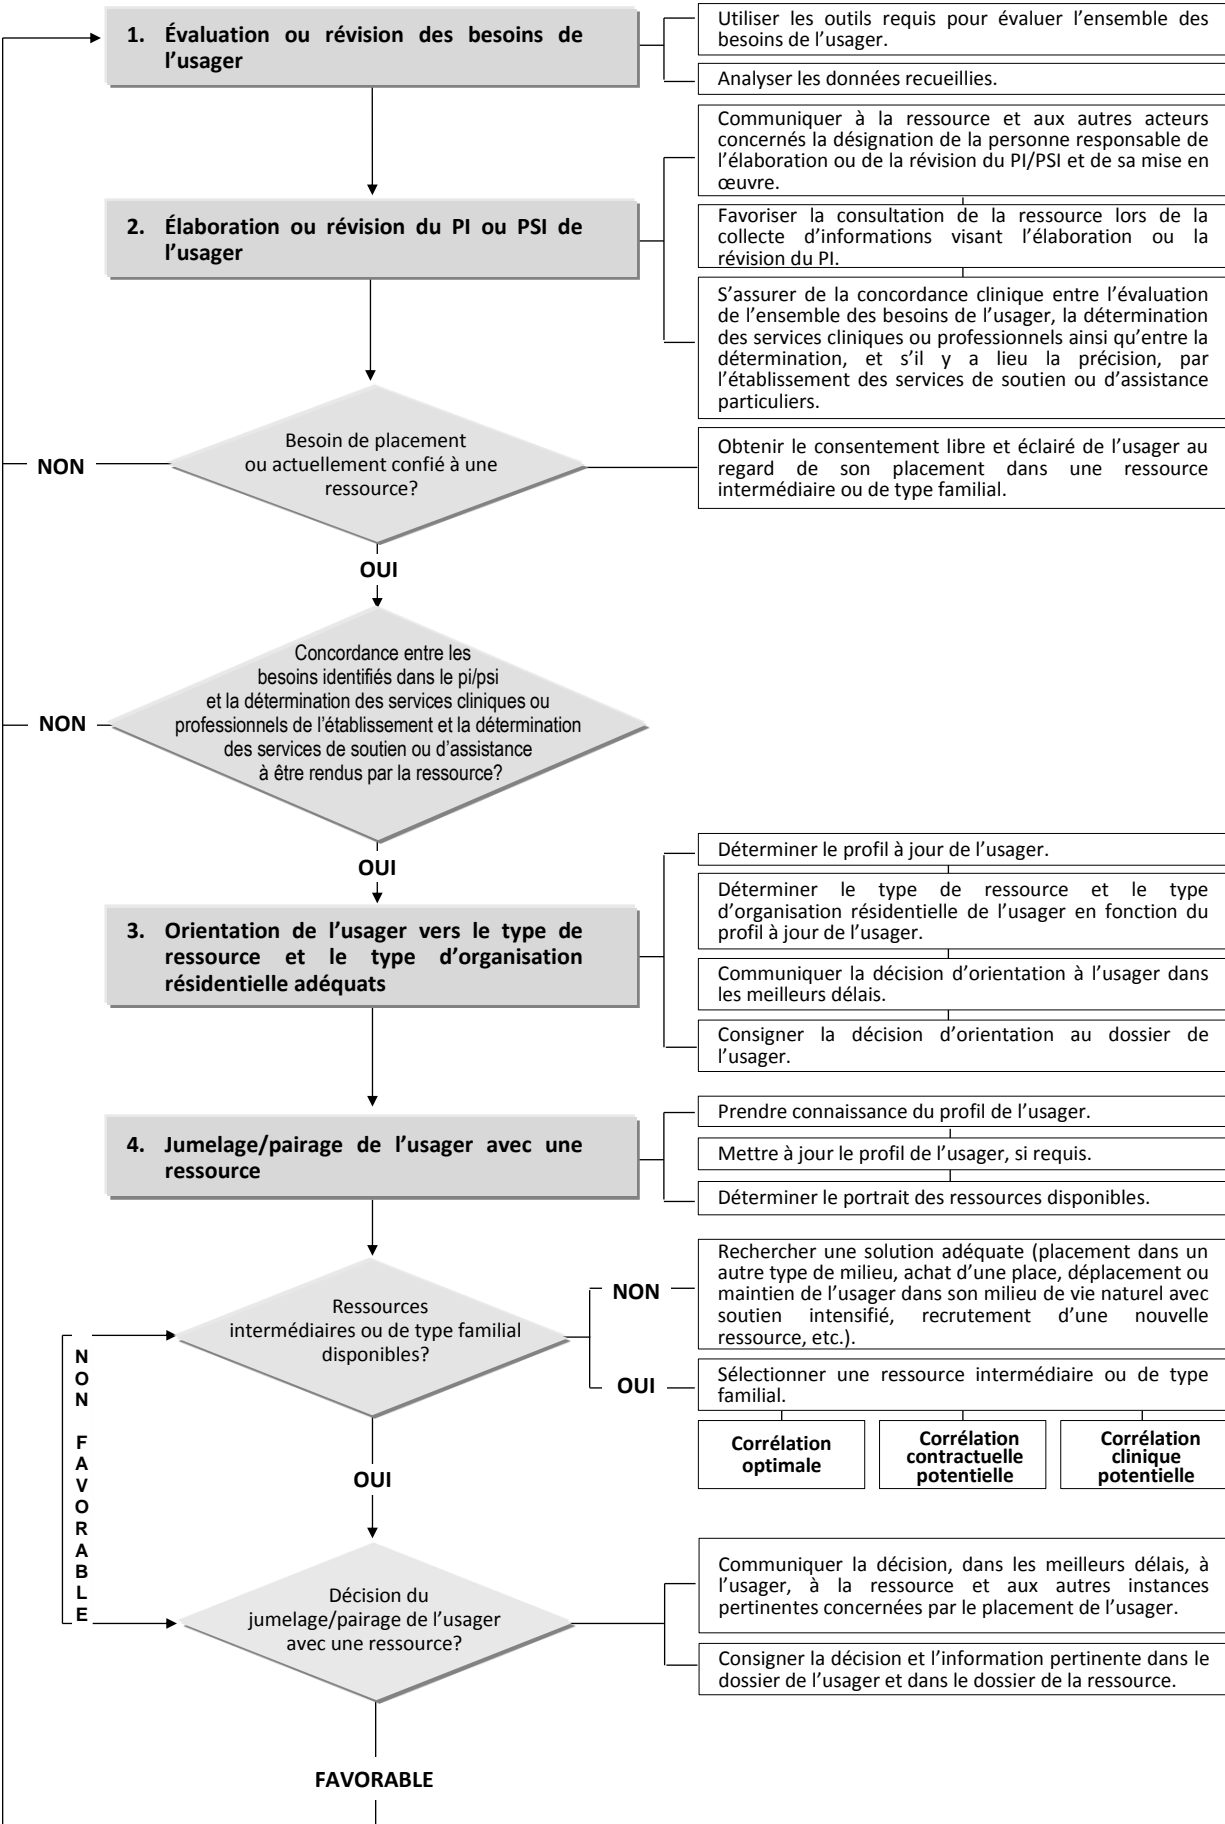 1. Évaluation ou révision des besoins de
l’usager
Utiliser les outils requis pour évaluer l’ensemble des
besoins de l’usager.
Analyser les données recueillies.
Communiquer à la ressource et aux autres acteurs
concernés la désignation de la personne responsable de
l’élaboration ou de la révision du PI/PSI et de sa mise en
œuvre.
2. Élaboration ou révision du PI ou PSI de
l’usager
Favoriser la consultation de la ressource lors de la
collecte d’informations visant l’élaboration ou la
révision du PI.
S’assurer de la concordance clinique entre l’évaluation
de l’ensemble des besoins de l’usager, la détermination
des services cliniques ou professionnels ainsi qu’entre la
détermination, et s’il y a lieu la précision, par
l’établissement des services de soutien ou d’assistance
particuliers.
Besoin de placement
ou actuellement confié à une
ressource?
NON
Obtenir le consentement libre et éclairé de l’usager au
regard de son placement dans une ressource
intermédiaire ou de type familial.
OUI
Concordance entre les
besoins identifiés dans le pi/psi
et la détermination des services cliniques ou
professionnels de l’établissement et la détermination
des services de soutien ou d’assistance
à être rendus par la ressource?
NON
OUI
3. Orientation de l’usager vers le type de
ressource et le type d’organisation
résidentielle adéquats
Déterminer le profil à jour de l’usager.
Déterminer le type de ressource et le type
d’organisation résidentielle de l’usager en fonction du
profil à jour de l’usager.
Communiquer la décision d’orientation à l’usager dans
les meilleurs délais.
Consigner la décision d’orientation au dossier de
l’usager.
4. Jumelage/pairage de l’usager avec une
ressource
Prendre connaissance du profil de l’usager.
Mettre à jour le profil de l’usager, si requis.
Déterminer le portrait des ressources disponibles.
Ressources
intermédiaires ou de type familial
disponibles?
NON
Rechercher une solution adéquate (placement dans un
autre type de milieu, achat d’une place, déplacement ou
maintien de l’usager dans son milieu de vie naturel avec
soutien intensifié, recrutement d’une nouvelle
ressource, etc.).
OUI
Sélectionner une ressource intermédiaire ou de type
familial.
Corrélation
optimale
Corrélation
contractuelle
potentielle
Corrélation
clinique
potentielle
NON FAVORABLE
OUI
Décision du
jumelage/pairage de l’usager
avec une ressource?
Communiquer la décision, dans les meilleurs délais, à
l’usager, à la ressource et aux autres instances
pertinentes concernées par le placement de l’usager.
Consigner la décision et l’information pertinente dans le
dossier de l’usager et dans le dossier de la ressource.
FAVORABLE